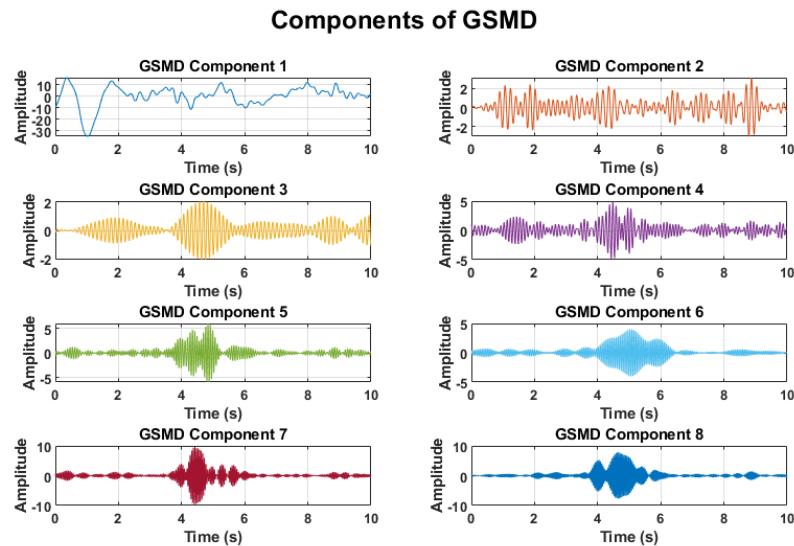 Components of GSMD
GSMD Component 1
Amplitude
10
0
-10
-20
-30
0 2 4 6 8 10
Time (s)
GSMD Component 2
Amplitude
2
0
-2
0 2 4 6 8 10
Time (s)
GSMD Component 3
Amplitude
2
0
-2
0 2 4 6 8 10
Time (s)
GSMD Component 4
Amplitude
5
0
-5
0 2 4 6 8 10
Time (s)
GSMD Component 5
Amplitude
5
0
-5
0 2 4 6 8 10
Time (s)
GSMD Component 6
Amplitude
5
0
-5
0 2 4 6 8 10
Time (s)
GSMD Component 7
Amplitude
10
0
-10
0 2 4 6 8 10
Time (s)
GSMD Component 8
Amplitude
10
0
-10
0 2 4 6 8 10
Time (s)